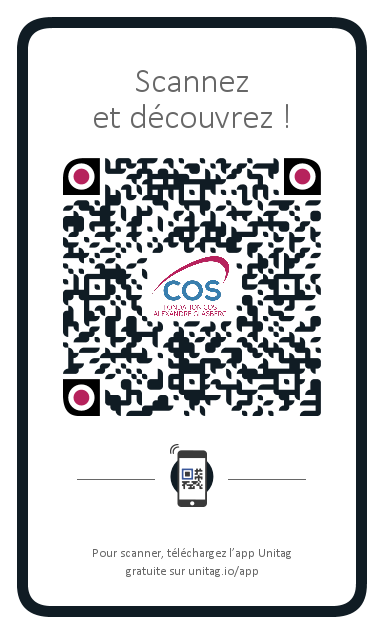 Scannez
et découvrez !
COS
FONDATION COS
ALEXANDRE GLASBERG
Pour scanner, téléchargez l'app Unitag
gratuite sur unitag.io/app